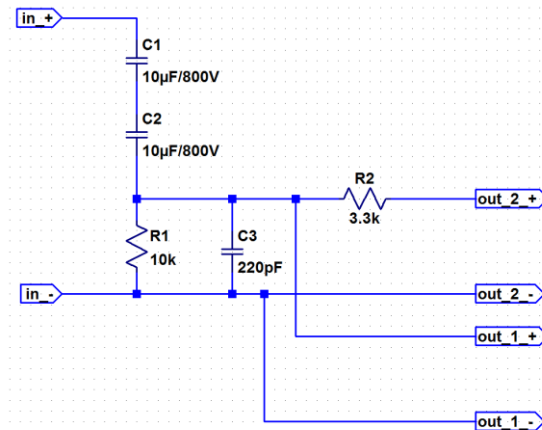 in_+
C1
10µF/800V
C2
10µF/800V
R2
3.3k
out_2_+
R1
10k
C3
220pF
in_-
out_2_-
out_1_+
out_1_-